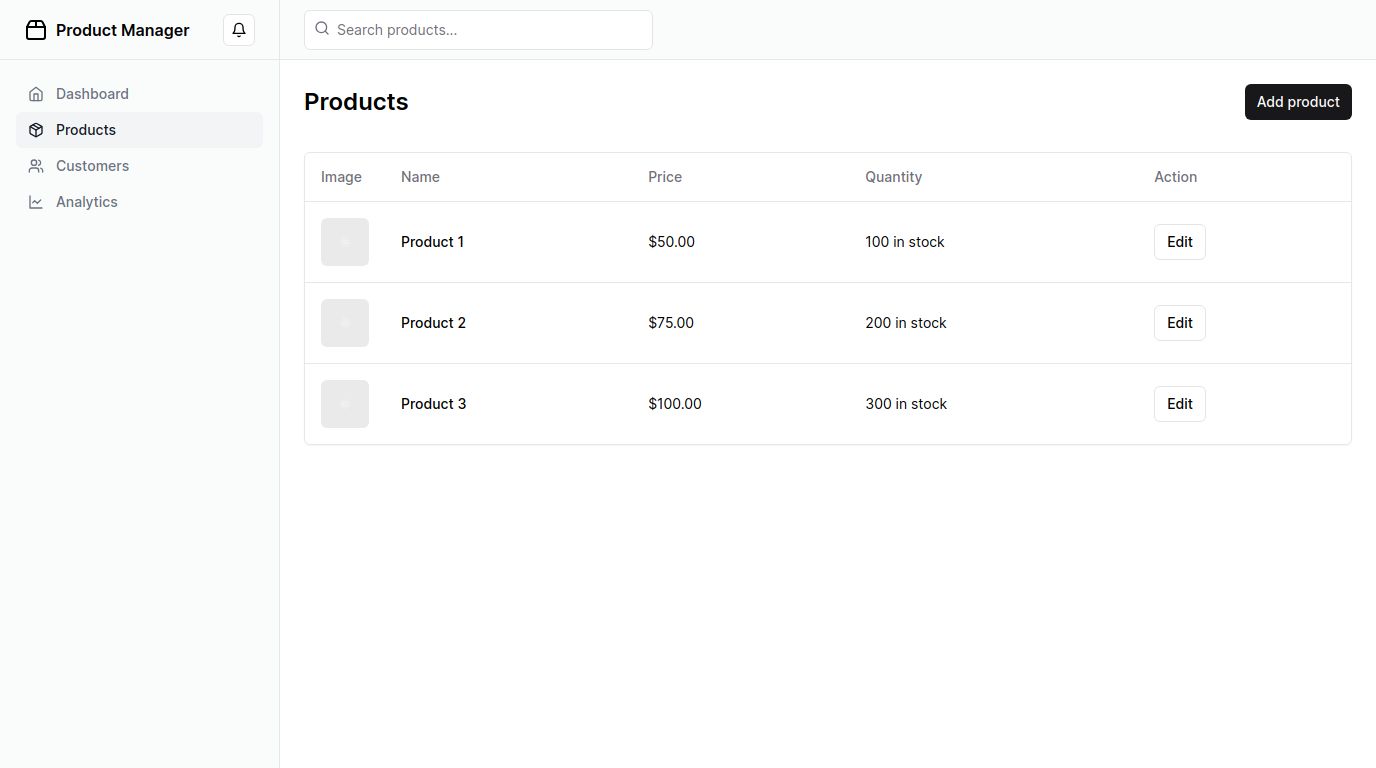 Product Manager
Search products...
Dashboard
Products
Customers
Analytics
Products
Add product
Image Name Price Quantity Action
Product 1 $50.00 100 in stock Edit
Product 2 $75.00 200 in stock Edit
Product 3 $100.00 300 in stock Edit